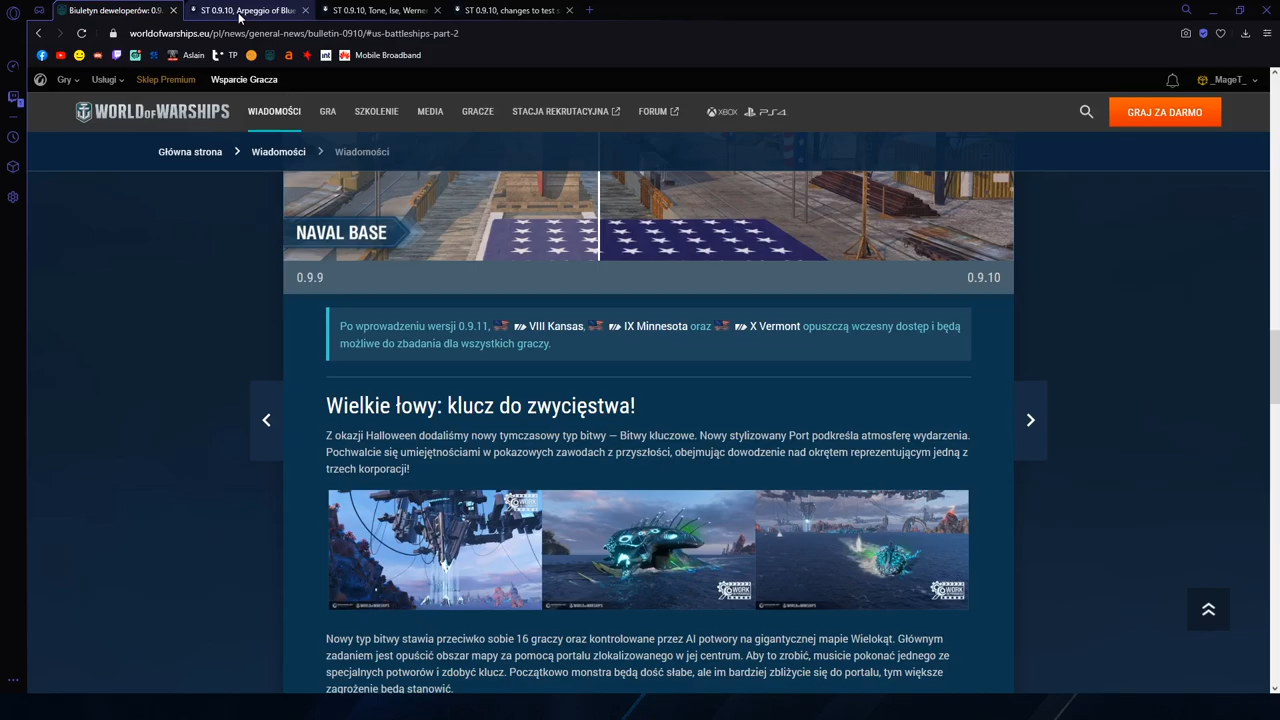 Biuletyn deweloperów: 0.9.
ST 0.9.10, Arpeggio of Blue
ST 0.9.10, Tone, Ise, Werner
ST 0.9.10, changes to test s
worldofwarships.eu/pl/news/general-news/bulletin-0910/#us-battleships-part-2
Aslain
TP
Mobile Broadband
Gry
Usługi
Sklep Premium
Wsparcie Gracza
_MageT_
WORLD OF WARSHIPS
WIADOMOŚCI
GRA
SZKOLENIE
MEDIA
GRACZE
STACJA REKRUTACYJNA
FORUM
XBOX
PS4
GRAJ ZA DARMO
Główna strona
Wiadomości
Wiadomości
NAVAL BASE
0.9.9
0.9.10
Po wprowadzeniu wersji 0.9.11, VIII Kansas, IX Minnesota oraz X Vermont opuszczą wczesny dostęp i będą
możliwe do zbadania dla wszystkich graczy.
Wielkie łowy: klucz do zwycięstwa!
Z okazji Halloween dodaliśmy nowy tymczasowy typ bitwy — Bitwy kluczowe. Nowy stylizowany Port podkreśla atmosferę wydarzenia.
Pochwalcie się umiejętnościami w pokazowych zawodach z przyszłości, obejmując dowodzenie nad okrętem reprezentującym jedną z
trzech korporacji!
Nowy typ bitwy stawia przeciwko sobie 16 graczy oraz kontrolowane przez AI potwory na gigantycznej mapie Wielokąt. Głównym
zadaniem jest opuścić obszar mapy za pomocą portalu zlokalizowanego w jej centrum. Aby to zrobić, musicie pokonać jednego ze
specjalnych potworów i zdobyć klucz. Początkowo monstra będą dość słabe, ale im bardziej zbliżycie się do portalu, tym większe
zagrożenie będą stanowić.